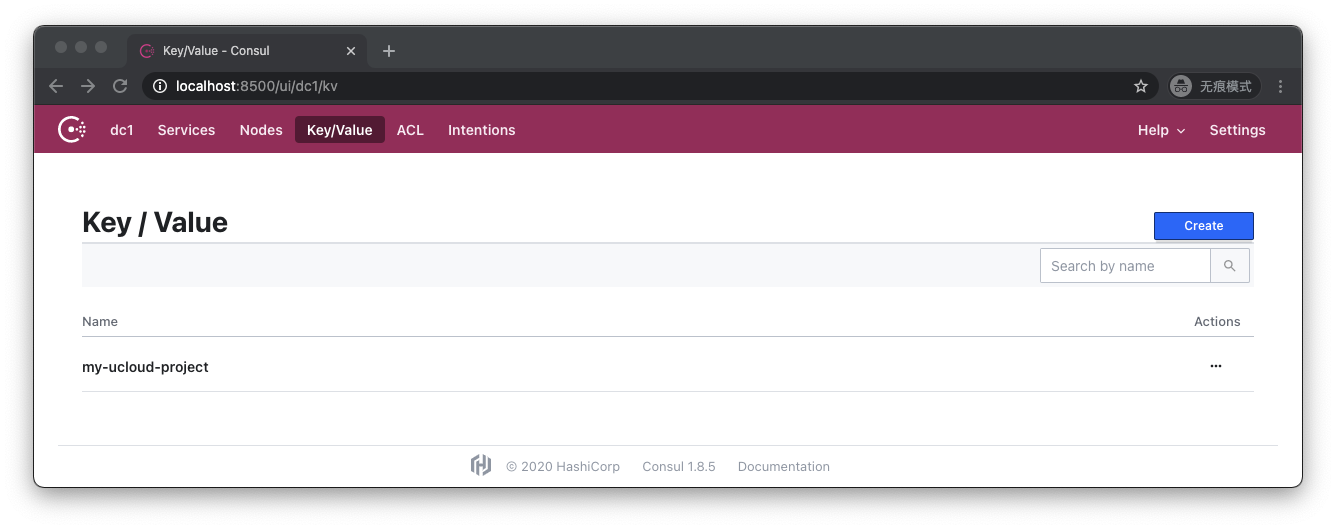 Key/Value - Consul
localhost:8500/ui/dc1/kv
无痕模式
dc1 Services Nodes Key/Value ACL Intentions Help Settings
Key / Value
Create
Search by name
Name Actions
my-ucloud-project
© 2020 HashiCorp Consul 1.8.5 Documentation